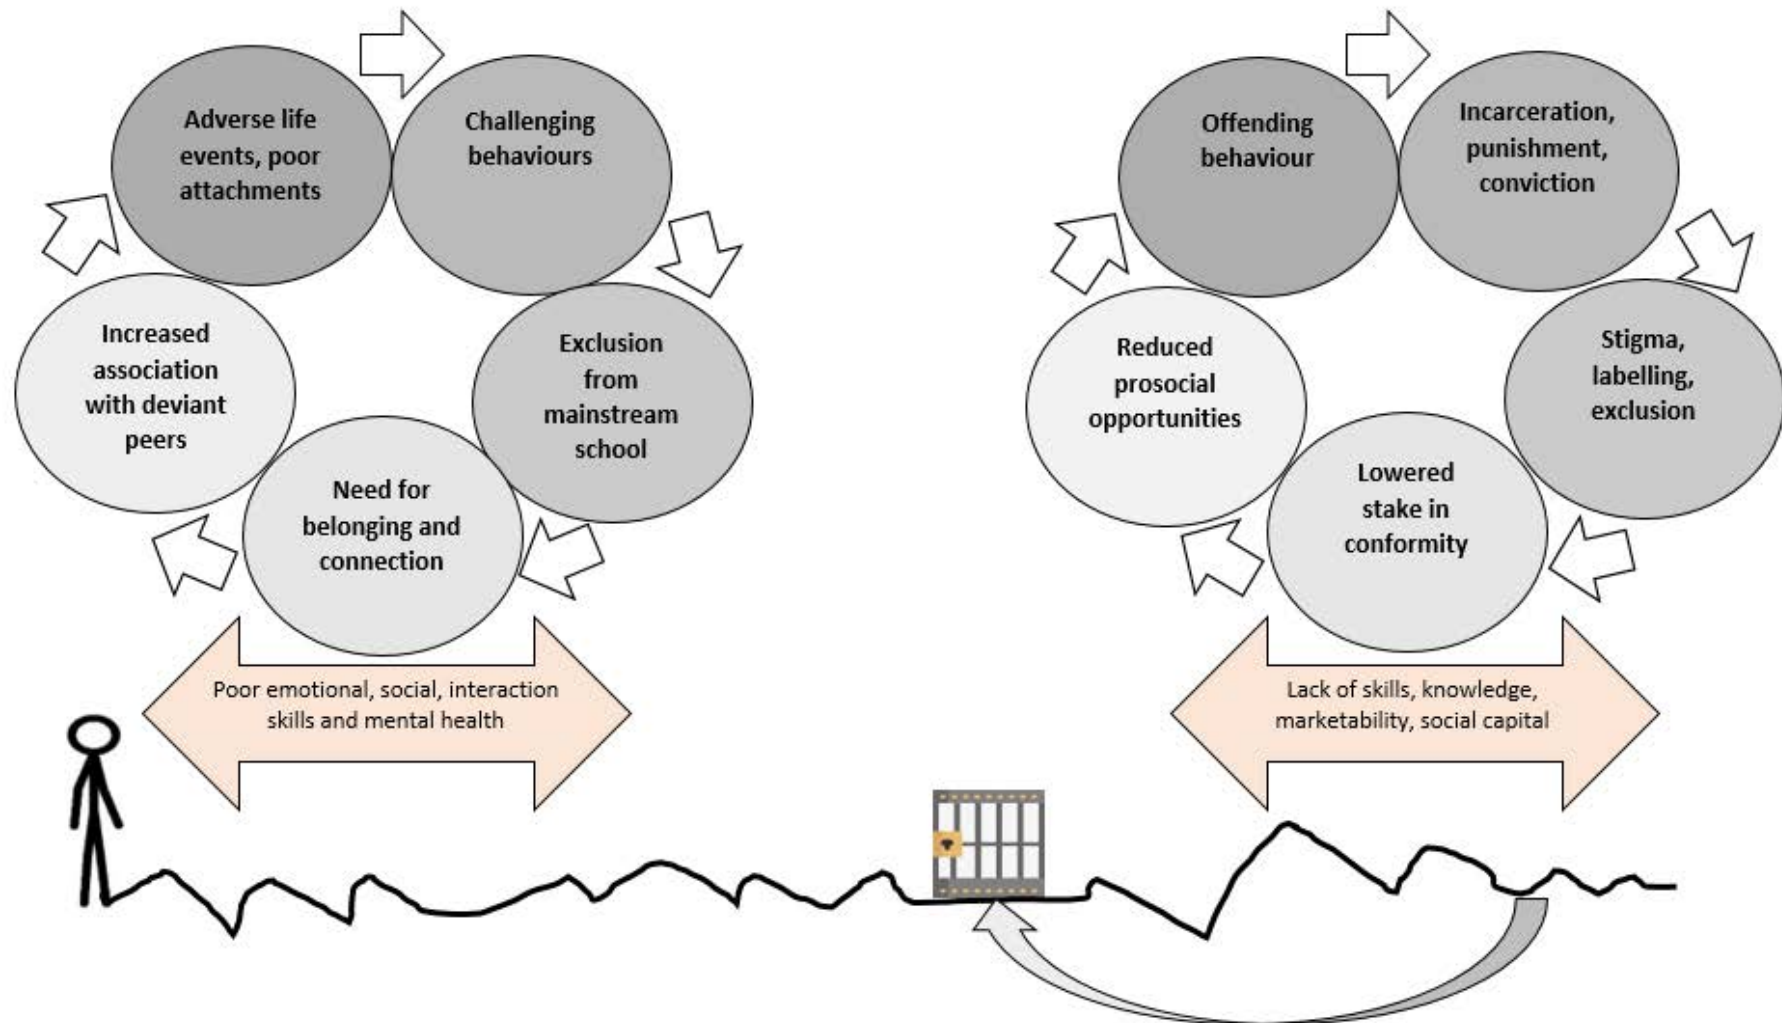 Adverse life
events, poor
attachments
Challenging
behaviours
Exclusion
from
mainstream
school
Need for
belonging and
connection
Increased
association
with deviant
peers
Poor emotional, social, interaction
skills and mental health
Offending
behaviour
Incarceration,
punishment,
conviction
Stigma,
labelling,
exclusion
Lowered
stake in
conformity
Reduced
prosocial
opportunities
Lack of skills, knowledge,
marketability, social capital